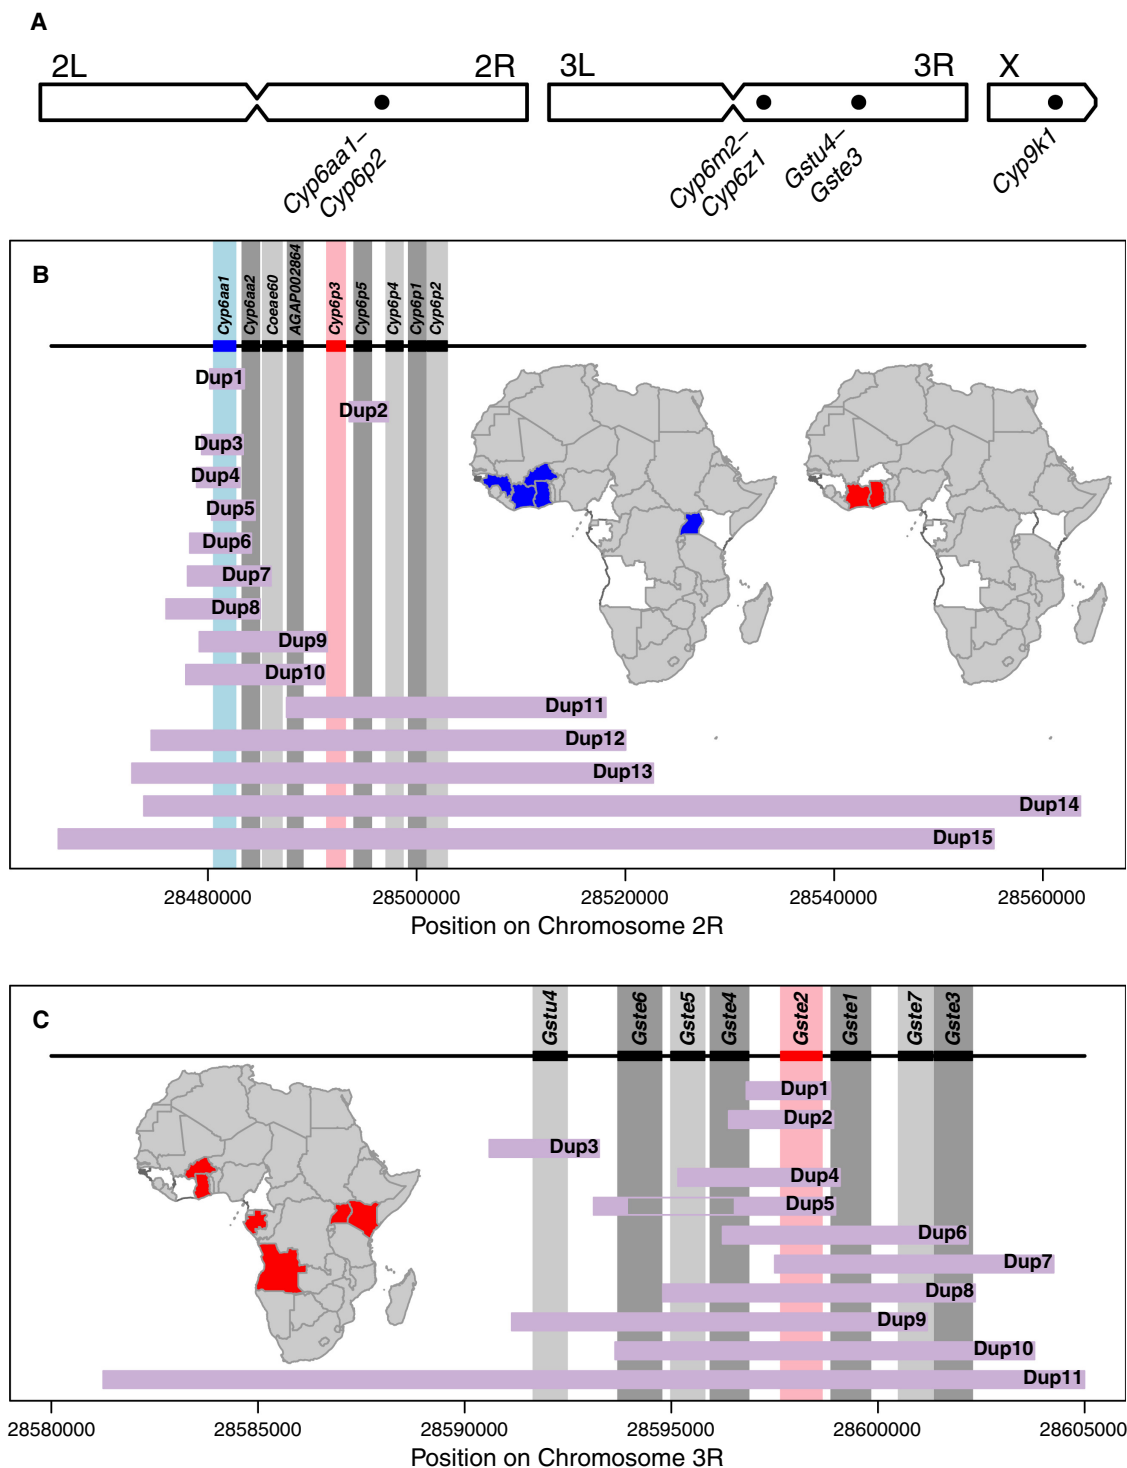 A
2L
2R
3L
3R
X
Cyp6aa1–
Cyp6p2
Cyp6m2–
Cyp6z1
Gstu4–
Gste3
Cyp9k1
B
Cyp6aa1
Cyp6aa2
Coeae60
AGAP002864
Cyp6p3
Cyp6p5
Cyp6p4
Cyp6p1
Cyp6p2
Dup1
Dup2
Dup3
Dup4
Dup5
Dup6
Dup7
Dup8
Dup9
Dup10
Dup11
Dup12
Dup13
Dup14
Dup15
28480000
28500000
28520000
28540000
28560000
Position on Chromosome 2R
C
Gstu4
Gste6
Gste5
Gste4
Gste2
Gste1
Gste7
Gste3
Dup1
Dup2
Dup3
Dup4
Dup5
Dup6
Dup7
Dup8
Dup9
Dup10
Dup11
28580000
28585000
28590000
28595000
28600000
28605000
Position on Chromosome 3R